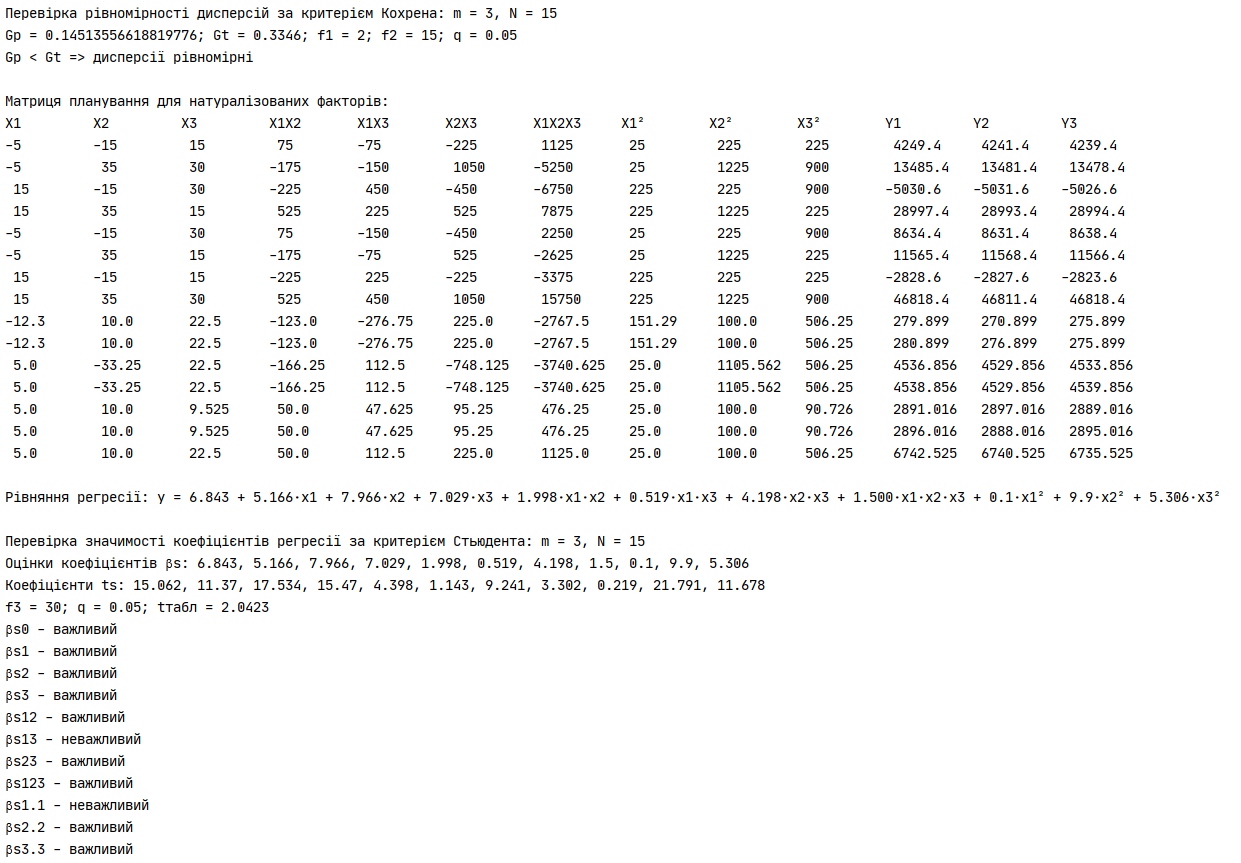 Перевірка рівномірності дисперсій за критерієм Кохрена: m = 3, N = 15
Gp = 0.14513556618819776; Gt = 0.3346; f1 = 2; f2 = 15; q = 0.05
Gp < Gt => дисперсії рівномірні
Матриця планування для натуралізованих факторів:
X1 X2 X3 X1X2 X1X3 X2X3 X1X2X3 X1² X2² X3² Y1 Y2 Y3
-5 -15 15 75 -75 -225 1125 25 225 225 4249.4 4241.4 4239.4
-5 35 30 -175 -150 1050 -5250 25 1225 900 13485.4 13481.4 13478.4
15 -15 30 -225 450 -450 -6750 225 225 900 -5030.6 -5031.6 -5026.6
15 35 15 525 225 525 7875 225 1225 225 28997.4 28993.4 28994.4
-5 -15 30 75 -150 -450 2250 25 225 900 8634.4 8631.4 8638.4
-5 35 15 -175 -75 525 -2625 25 1225 225 11565.4 11568.4 11566.4
15 -15 15 -225 225 -225 -3375 225 225 225 -2828.6 -2827.6 -2823.6
15 35 30 525 450 1050 15750 225 1225 900 46818.4 46811.4 46818.4
-12.3 10.0 22.5 -123.0 -276.75 225.0 -2767.5 151.29 100.0 506.25 279.899 270.899 275.899
-12.3 10.0 22.5 -123.0 -276.75 225.0 -2767.5 151.29 100.0 506.25 280.899 276.899 275.899
5.0 -33.25 22.5 -166.25 112.5 -748.125 -3740.625 25.0 1105.562 506.25 4536.856 4529.856 4533.856
5.0 -33.25 22.5 -166.25 112.5 -748.125 -3740.625 25.0 1105.562 506.25 4538.856 4529.856 4539.856
5.0 10.0 9.525 50.0 47.625 95.25 476.25 25.0 100.0 90.726 2891.016 2897.016 2889.016
5.0 10.0 9.525 50.0 47.625 95.25 476.25 25.0 100.0 90.726 2896.016 2888.016 2895.016
5.0 10.0 22.5 50.0 112.5 225.0 1125.0 25.0 100.0 506.25 6742.525 6740.525 6735.525
Рівняння регресії: y = 6.843 + 5.166·x1 + 7.966·x2 + 7.029·x3 + 1.998·x1·x2 + 0.519·x1·x3 + 4.198·x2·x3 + 1.500·x1·x2·x3 + 0.1·x1² + 9.9·x2² + 5.306·x3²
Перевірка значимості коефіцієнтів регресії за критерієм Стьюдента: m = 3, N = 15
Оцінки коефіцієнтів βs: 6.843, 5.166, 7.966, 7.029, 1.998, 0.519, 4.198, 1.5, 0.1, 9.9, 5.306
Коефіцієнти ts: 15.062, 11.37, 17.534, 15.47, 4.398, 1.143, 9.241, 3.302, 0.219, 21.791, 11.678
f3 = 30; q = 0.05; tтабл = 2.0423
βs0 - важливий
βs1 - важливий
βs2 - важливий
βs3 - важливий
βs12 - важливий
βs13 - неважливий
βs23 - важливий
βs123 - важливий
βs1.1 - неважливий
βs2.2 - важливий
βs3.3 - важливий